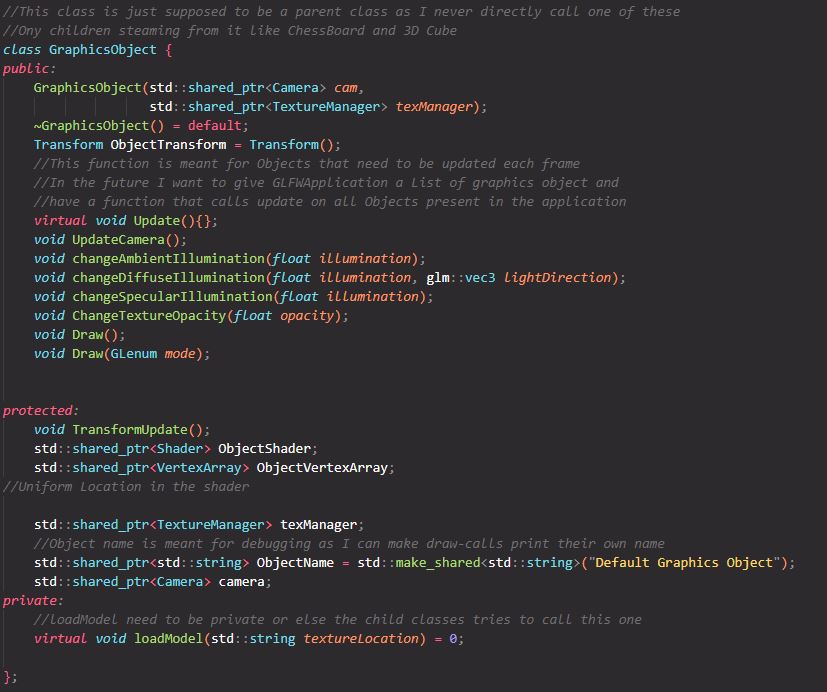 //This class is just supposed to be a parent class as I never directly call one of these
//Ony children steaming from it like ChessBoard and 3D Cube
class GraphicsObject {
public:
    GraphicsObject(std::shared_ptr<Camera> cam,
                   std::shared_ptr<TextureManager> texManager);
    ~GraphicsObject() = default;
    Transform ObjectTransform = Transform();
    //This function is meant for Objects that need to be updated each frame
    //In the future I want to give GLFWApplication a List of graphics object and
    //have a function that calls update on all Objects present in the application
    virtual void Update(){};
    void UpdateCamera();
    void changeAmbientIllumination(float illumination);
    void changeDiffuseIllumination(float illumination, glm::vec3 lightDirection);
    void changeSpecularIllumination(float illumination);
    void ChangeTextureOpacity(float opacity);
    void Draw();
    void Draw(GLenum mode);
protected:
    void TransformUpdate();
    std::shared_ptr<Shader> ObjectShader;
    std::shared_ptr<VertexArray> ObjectVertexArray;
//Uniform Location in the shader
    std::shared_ptr<TextureManager> texManager;
    //Object name is meant for debugging as I can make draw-calls print their own name
    std::shared_ptr<std::string> ObjectName = std::make_shared<std::string>("Default Graphics Object");
    std::shared_ptr<Camera> camera;
private:
    //loadModel need to be private or else the child classes tries to call this one
    virtual void loadModel(std::string textureLocation) = 0;
};